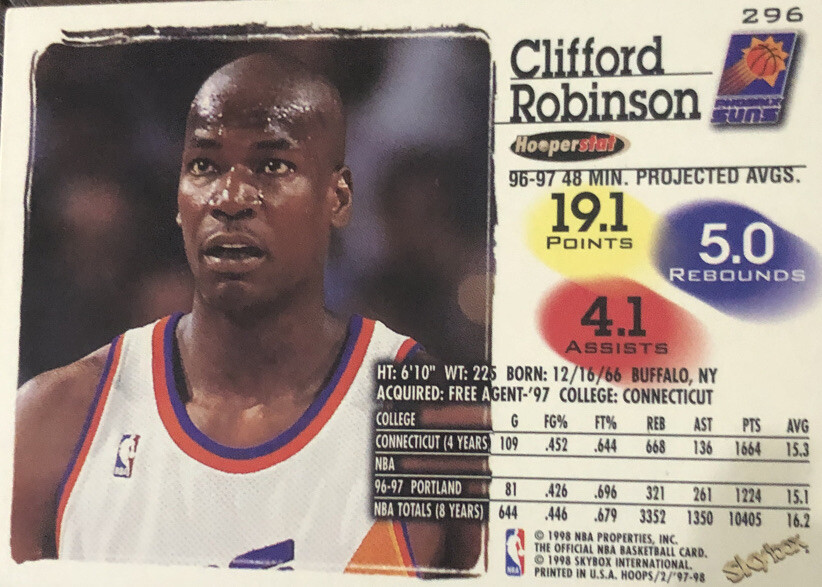 296
Clifford
Robinson
PHOENIX
SUNS
Hooperstat
96-97 48 MIN. PROJECTED AVGS.
19.1
POINTS
5.0
REBOUNDS
4.1
ASSISTS
HT: 6'10" WT: 225 BORN: 12/16/66 BUFFALO, NY
ACQUIRED: FREE AGENT-'97 COLLEGE: CONNECTICUT
COLLEGE G FG% FT% REB AST PTS AVG
CONNECTICUT (4 YEARS) 109 .452 .644 668 136 1664 15.3
NBA
96-97 PORTLAND 81 .426 .696 321 261 1224 15.1
NBA TOTALS (8 YEARS) 644 .446 .679 3352 1350 10405 16.2
NBA
© 1998 NBA PROPERTIES, INC.
THE OFFICIAL NBA BASKETBALL CARD.
© 1998 SKYBOX INTERNATIONAL.
PRINTED IN U.S.A. HOOPS/2/'97-98
Skybox